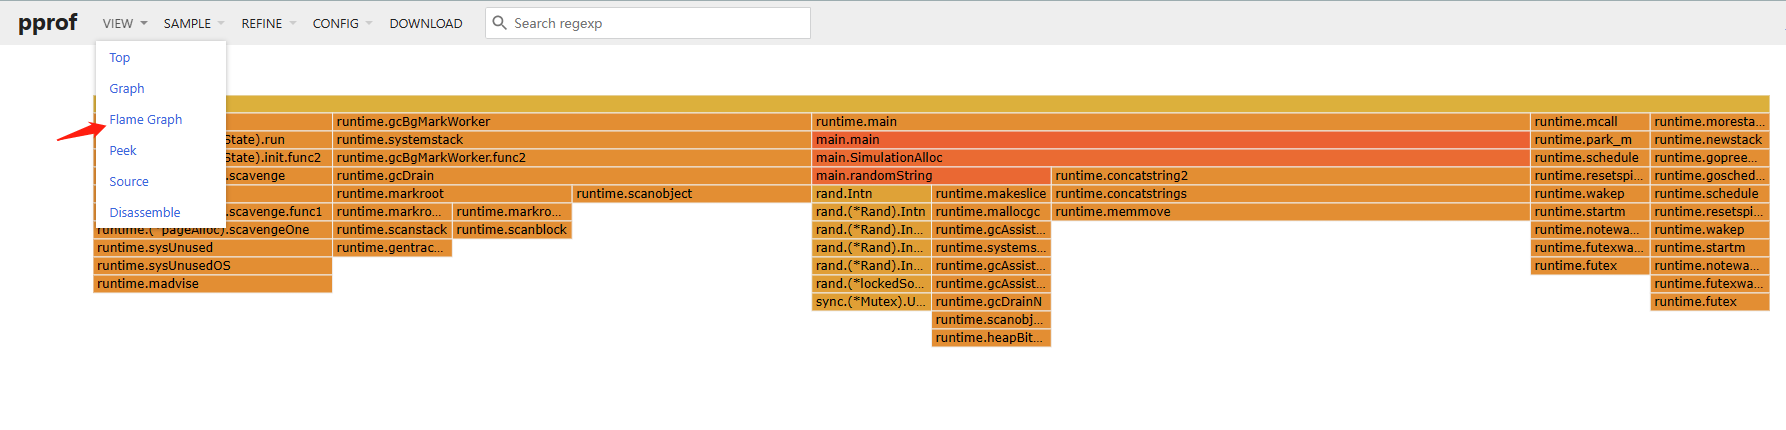 pprof VIEW SAMPLE REFINE CONFIG DOWNLOAD Search regexp
Top
Graph
Flame Graph
Peek
Source
Disassemble
runtime.gcBgMarkWorker runtime.main runtime.mcall runtime.moresta...
State).run runtime.systemstack main.main runtime.park_m runtime.newstack
State).init.func2 runtime.gcBgMarkWorker.func2 main.SimulationAlloc runtime.schedule runtime.gopree...
.scavenge runtime.gcDrain main.randomString runtime.concatstring2 runtime.resetspi... runtime.gosched...
runtime.markroot runtime.scanobject rand.Intn runtime.makeslice runtime.concatstrings runtime.wakep runtime.schedule
.scavenge.func1 runtime.markro... runtime.markro... rand.(*Rand).Intn runtime.mallocgc runtime.memmove runtime.startm runtime.resetspi...
runtime.(*pageAlloc).scavengeOne runtime.scanstack runtime.scanblock rand.(*Rand).In... runtime.gcAssist... runtime.notewa... runtime.wakep
runtime.sysUnused runtime.gentrac... rand.(*Rand).In... runtime.systems... runtime.futexwa... runtime.startm
runtime.sysUnusedOS rand.(*Rand).In... runtime.gcAssist... runtime.futex runtime.notewa...
runtime.madvise rand.(*lockedSo... runtime.gcAssist... runtime.futexwa...
sync.(*Mutex).U... runtime.gcDrainN runtime.futex
runtime.scanobj...
runtime.heapBit...